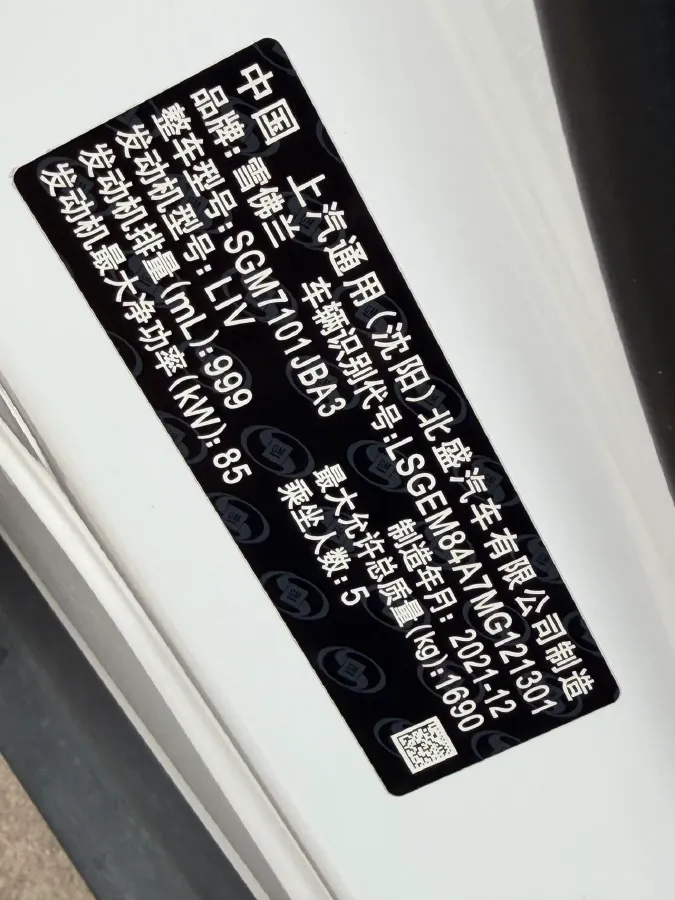 中国 上汽通用(沈阳)北盛汽车有限公司制造
品牌:雪佛兰 车辆识别代号:LSGEM84A7MG121301
整车型号:SGM7101JBA3 制造年月:2021-12
发动机型号:LIV 最大允许总质量(kg):1690
发动机排量(mL):999 乘坐人数:5
发动机最大净功率(kW):85